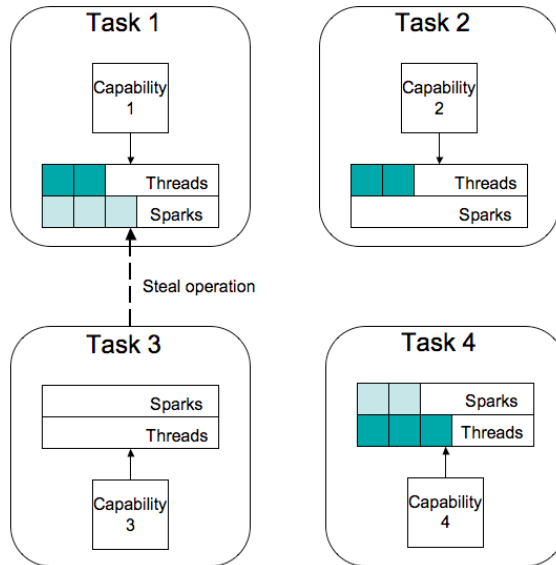 Task 1
Capability
1
Threads
Sparks
Task 2
Capability
2
Threads
Sparks
Steal operation
Task 3
Sparks
Threads
Capability
3
Task 4
Sparks
Threads
Capability
4